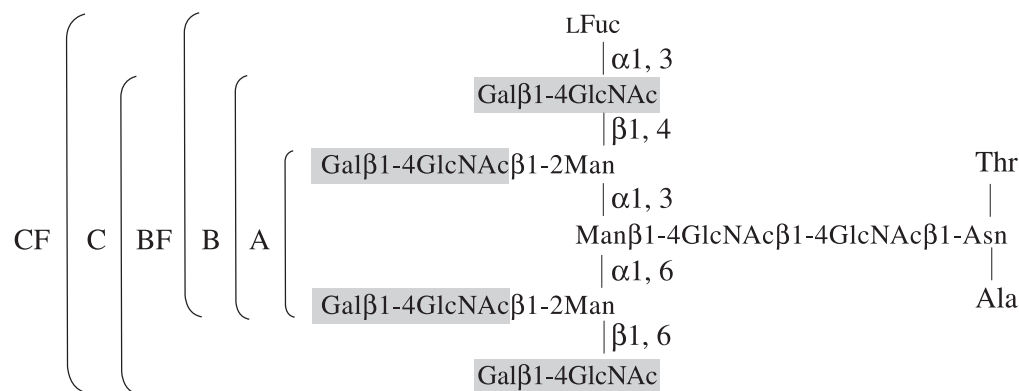 LFuc
α1, 3
Galβ1-4GlcNAc
β1, 4
Galβ1-4GlcNAcβ1-2Man
Thr
α1, 3
CF C BF B A
Manβ1-4GlcNAcβ1-4GlcNAcβ1-Asn
α1, 6
Galβ1-4GlcNAcβ1-2Man
Ala
β1, 6
Galβ1-4GlcNAc